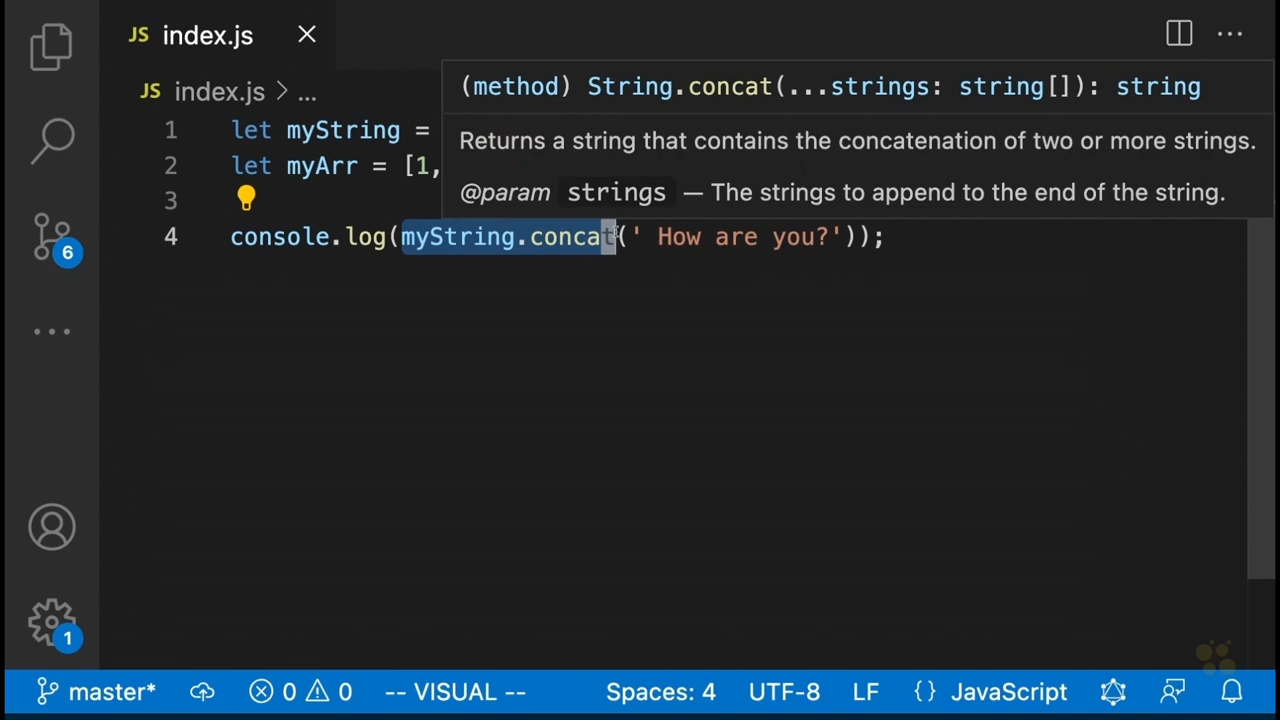 JS index.js
JS index.js > ...
(method) String.concat(...strings: string[]): string
1 let myString =
Returns a string that contains the concatenation of two or more strings.
2 let myArr = [1,
@param strings — The strings to append to the end of the string.
3
4 console.log(myString.concat(' How are you?'));
6
1
master* 0 0 -- VISUAL -- Spaces: 4 UTF-8 LF {} JavaScript